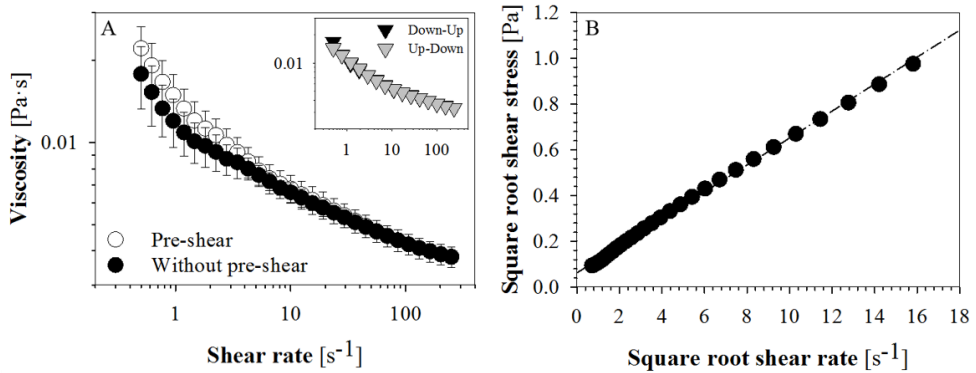 A
Viscosity [Pa·s]
0.01
Pre-shear
Without pre-shear
1 10 100
Shear rate [s-1]
Down-Up
Up-Down
0.01
1 10 100
B
Square root shear stress [Pa]
1.2
1.0
0.8
0.6
0.4
0.2
0.0
0 2 4 6 8 10 12 14 16 18
Square root shear rate [s-1]